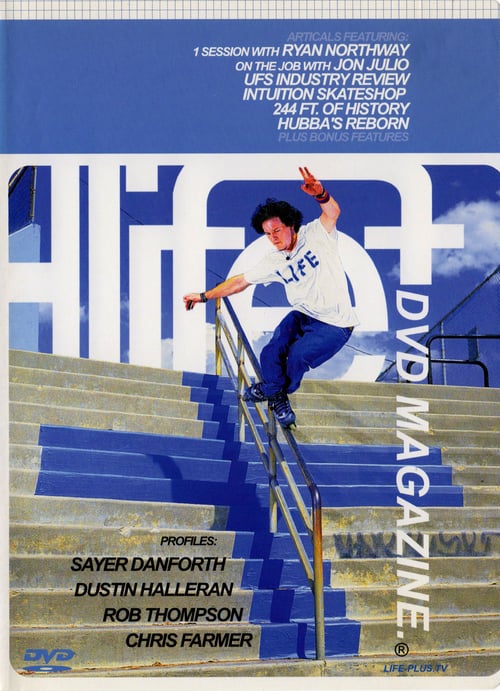 ARTICALS FEATURING:
1 SESSION WITH RYAN NORTHWAY
ON THE JOB WITH JON JULIO
UFS INDUSTRY REVIEW
INTUITION SKATESHOP
244 FT. OF HISTORY
HUBBA'S REBORN
PLUS BONUS FEATURES
life+
LIFE
DVD MAGAZINE.®
PROFILES:
SAYER DANFORTH
DUSTIN HALLERAN
ROB THOMPSON
CHRIS FARMER
DVD
LIFE-PLUS.TV